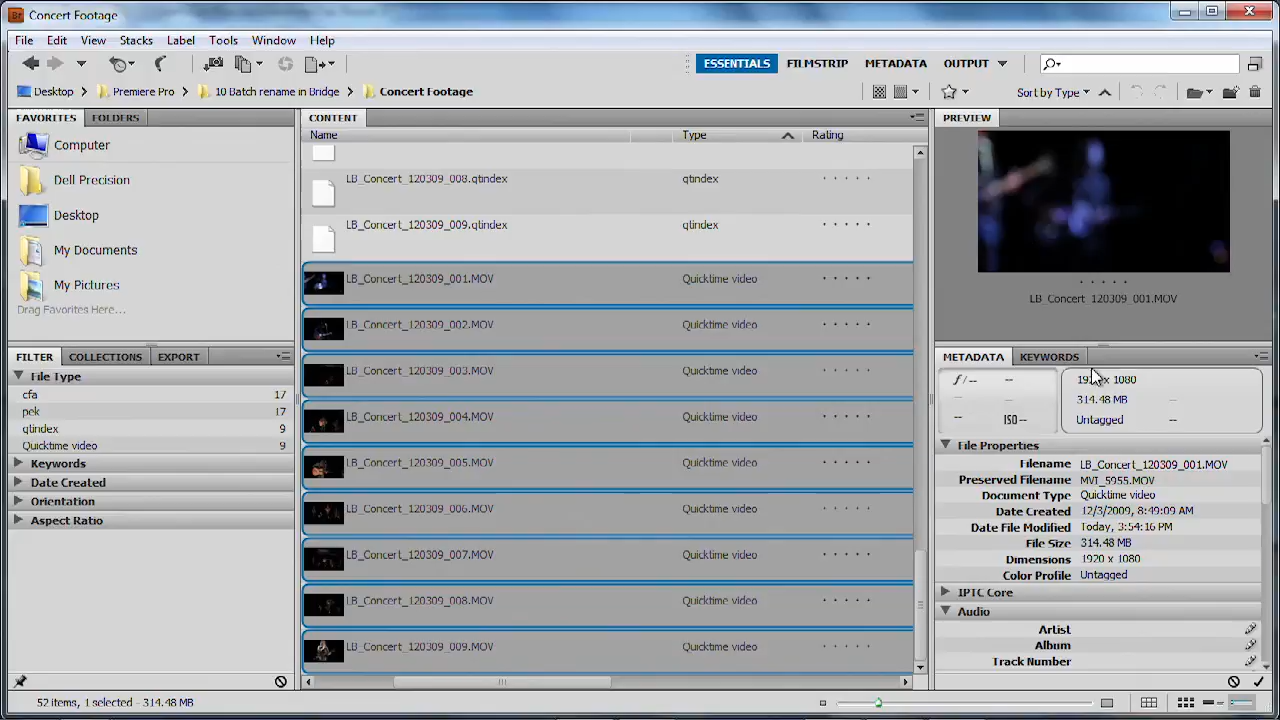 Br Concert Footage
File Edit View Stacks Label Tools Window Help
ESSENTIALS FILMSTRIP METADATA OUTPUT
Desktop Premiere Pro 10 Batch rename in Bridge Concert Footage Sort by Type
FAVORITES FOLDERS
Computer
Dell Precision
Desktop
My Documents
My Pictures
Drag Favorites Here...
FILTER COLLECTIONS EXPORT
File Type
cfa 17
pek 17
qtindex 9
Quicktime video 9
Keywords
Date Created
Orientation
Aspect Ratio
CONTENT
Name Type Rating
LB_Concert_120309_008.qtindex qtindex
LB_Concert_120309_009.qtindex qtindex
LB_Concert_120309_001.MOV Quicktime video
LB_Concert_120309_002.MOV Quicktime video
LB_Concert_120309_003.MOV Quicktime video
LB_Concert_120309_004.MOV Quicktime video
LB_Concert_120309_005.MOV Quicktime video
LB_Concert_120309_006.MOV Quicktime video
LB_Concert_120309_007.MOV Quicktime video
LB_Concert_120309_008.MOV Quicktime video
LB_Concert_120309_009.MOV Quicktime video
PREVIEW
LB_Concert_120309_001.MOV
METADATA KEYWORDS
f/-- -- 1920 x 1080
-- -- 314.48 MB --
-- ISO-- Untagged --
File Properties
Filename LB_Concert_120309_001.MOV
Preserved Filename MVI_5955.MOV
Document Type Quicktime video
Date Created 12/3/2009, 8:49:09 AM
Date File Modified Today, 3:54:16 PM
File Size 314.48 MB
Dimensions 1920 x 1080
Color Profile Untagged
IPTC Core
Audio
Artist
Album
Track Number
52 items, 1 selected - 314.48 MB